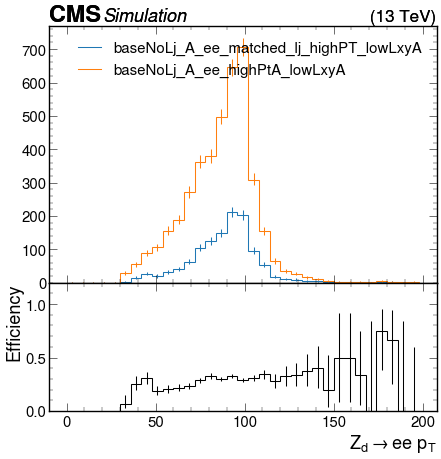 CMS Simulation (13 TeV)
baseNoLj_A_ee_matched_lj_highPT_lowLxyA
baseNoLj_A_ee_highPtA_lowLxyA
700
600
500
400
300
200
100
0
Efficiency
1.0
0.5
0.0
0 50 100 150 200
Z_d → ee p_T